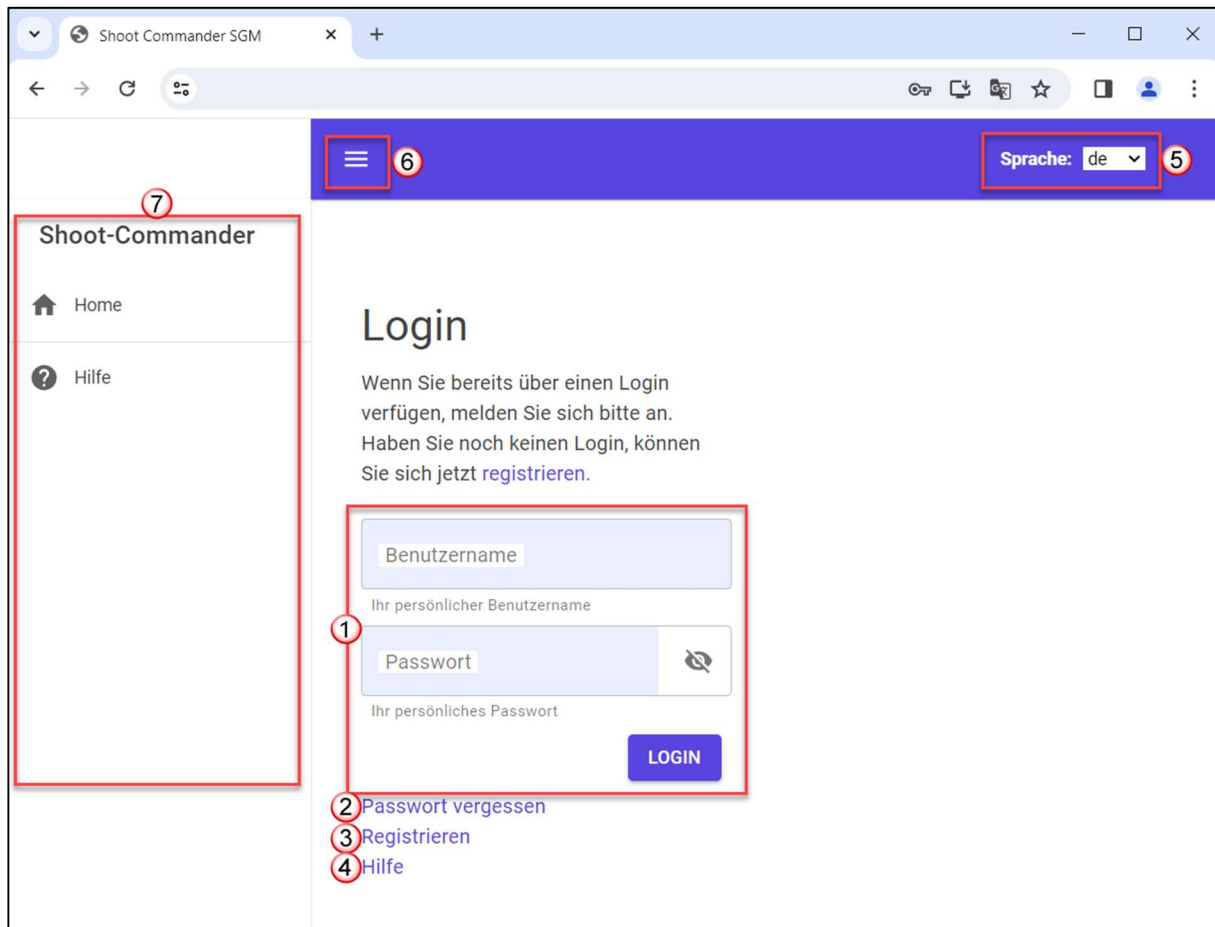 Shoot Commander SGM
6
Sprache: de
5
7
Shoot-Commander
Home
Hilfe
Login
Wenn Sie bereits über einen Login
verfügen, melden Sie sich bitte an.
Haben Sie noch keinen Login, können
Sie sich jetzt registrieren.
Benutzername
Ihr persönlicher Benutzername
1
Passwort
Ihr persönliches Passwort
LOGIN
2 Passwort vergessen
3 Registrieren
4 Hilfe